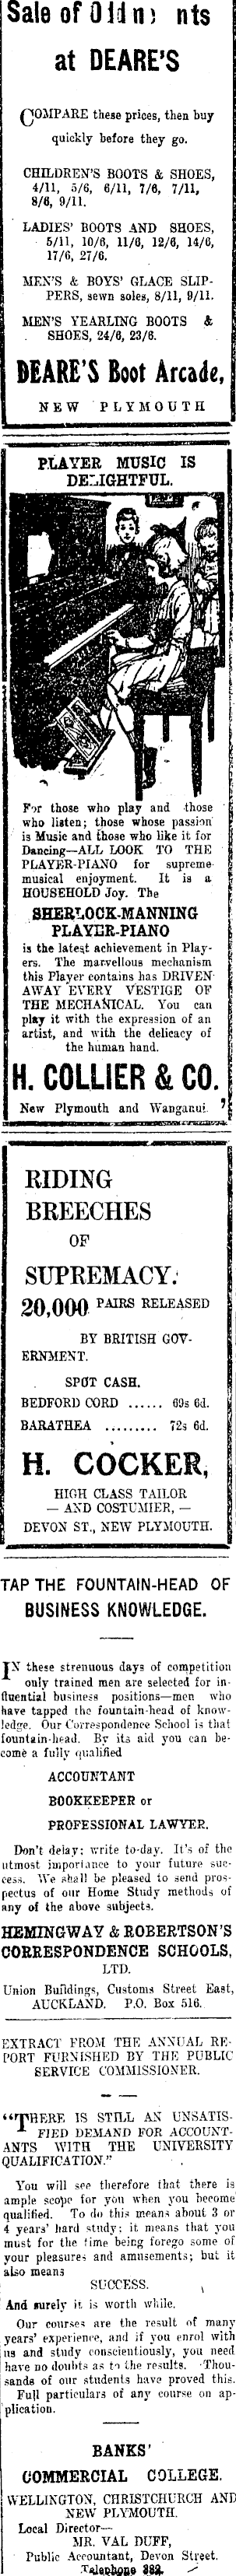 Sale of
at DEARE'S
COMPARE these prices, then buy
quickly before they go.
CHILDREN'S BOOTS & SHOES,
4/11, 5/6, 6/11, 7/6, 7/11,
8/6, 9/11.
LADIES' BOOTS AND SHOES,
5/11, 10/6, 11/6, 12/6, 14/6,
17/6, 27/6.
MEN'S & BOYS' GLACE SLIP-
PERS, sewn soles, 8/11, 9/11.
MEN'S YEARLING BOOTS &
SHOES, 24/6, 23/6.
DEARE'S Boot Arcade,
NEW PLYMOUTH
PLAYER MUSIC IS
DELIGHTFUL.
For those who play and those
who listen; those whose passion
is Music and those who like it for
Dancing—ALL LOOK TO THE
PLAYER-PIANO for supreme
musical enjoyment. It is a
HOUSEHOLD Joy. The
SHERLOCK-MANNING
PLAYER-PIANO
is the latest achievement in Play-
ers. The marvellous mechanism
this Player contains has DRIVEN
AWAY EVERY VESTIGE OF
THE MECHANICAL. You can
play it with the expression of an
artist, and with the delicacy of
the human hand.
H. COLLIER & CO.
New Plymouth and Wanganui.
RIDING
BREECHES
OF
SUPREMACY.
20,000 PAIRS RELEASED
BY BRITISH GOV-
ERNMENT.
SPOT CASH.
BEDFORD CORD ...... 69s 6d.
BARATHEA ......... 72s 6d.
H. COCKER,
HIGH CLASS TAILOR
— AND COSTUMIER, —
DEVON ST., NEW PLYMOUTH.
TAP THE FOUNTAIN-HEAD OF
BUSINESS KNOWLEDGE.
IN these strenuous days of competition
only trained men are selected for in-
fluential business positions—men who
have tapped the fountain-head of know-
ledge. Our Correspondence School is that
fountain-head. By its aid you can be-
come a fully qualified
ACCOUNTANT
BOOKKEEPER or
PROFESSIONAL LAWYER.
Don't delay: write to-day. It's of the
utmost importance to your future suc-
cess. We shall be pleased to send pros-
pectus of our Home Study methods of
any of the above subjects.
HEMINGWAY & ROBERTSON'S
CORRESPONDENCE SCHOOLS,
LTD.
Union Buildings, Customs Street East,
AUCKLAND. P.O. Box 516.
EXTRACT FROM THE ANNUAL RE-
PORT FURNISHED BY THE PUBLIC
SERVICE COMMISSIONER.
"THERE IS STILL AN UNSATIS-
FIED DEMAND FOR ACCOUNT-
ANTS WITH THE UNIVERSITY
QUALIFICATION."
You will see therefore that there is
ample scope for you when you become
qualified. To do this means about 3 or
4 years' hard study: it means that you
must for the time being forego some of
your pleasures and amusements; but it
also means
SUCCESS.
And surely it is worth while.
Our courses are the result of many
years' experience, and if you enrol with
us and study conscientiously, you need
have no doubts as to the results. Thou-
sands of our students have proved this.
Full particulars of any course on ap-
plication.
BANKS'
COMMERCIAL COLLEGE.
WELLINGTON, CHRISTCHURCH AND
NEW PLYMOUTH.
Local Director—
MR. VAL DUFF,
Public Accountant, Devon Street.
Telephone 382.